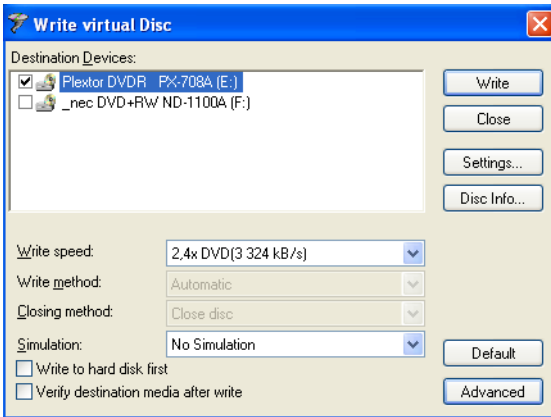 Write virtual Disc
Destination Devices:
Plextor DVDR PX-708A (E:)
_nec DVD+RW ND-1100A (F:)
Write
Close
Settings...
Disc Info...
Write speed:
2,4x DVD(3 324 kB/s)
Write method:
Automatic
Closing method:
Close disc
Simulation:
No Simulation
Write to hard disk first
Verify destination media after write
Default
Advanced